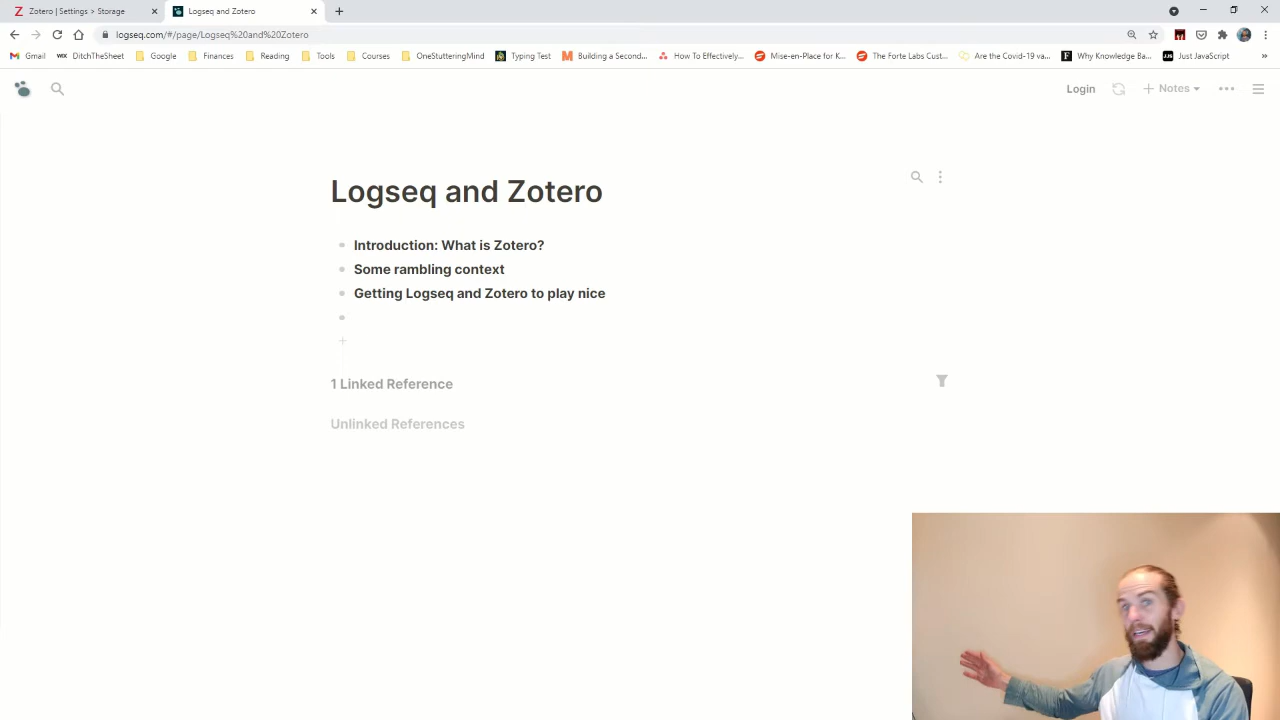 Zotero | Settings > Storage
Logseq and Zotero
logseq.com/#/page/Logseq%20and%20Zotero
Gmail
WIX DitchTheSheet
Google
Finances
Reading
Tools
Courses
OneStutteringMind
Typing Test
Building a Second...
How To Effectively...
Mise-en-Place for K...
The Forte Labs Cust...
Are the Covid-19 va...
Why Knowledge Ba...
JJS Just JavaScript
»
Login
Notes
Logseq and Zotero
Introduction: What is Zotero?
Some rambling context
Getting Logseq and Zotero to play nice
1 Linked Reference
Unlinked References